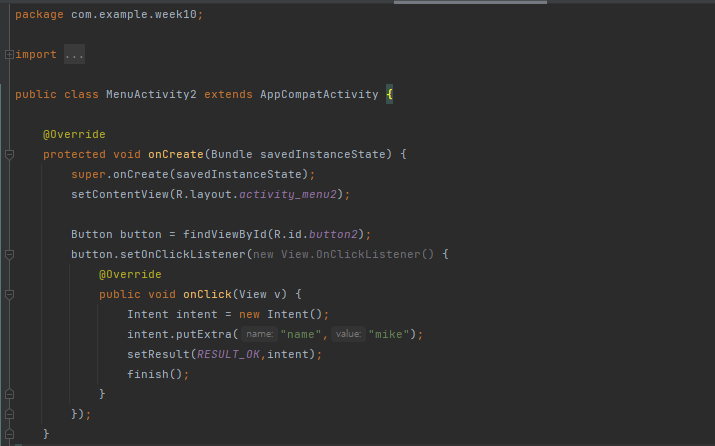 package com.example.week10;
import ...
public class MenuActivity2 extends AppCompatActivity {
@Override
protected void onCreate(Bundle savedInstanceState) {
super.onCreate(savedInstanceState);
setContentView(R.layout.activity_menu2);
Button button = findViewById(R.id.button2);
button.setOnClickListener(new View.OnClickListener() {
@Override
public void onClick(View v) {
Intent intent = new Intent();
intent.putExtra( name: "name", value: "mike");
setResult(RESULT_OK,intent);
finish();
}
});
}